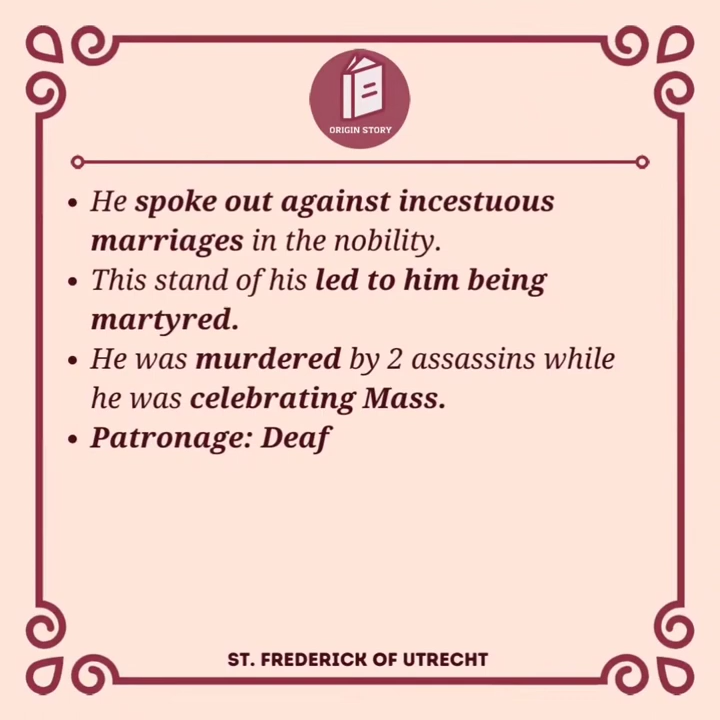 ORIGIN STORY
• He spoke out against incestuous
marriages in the nobility.
• This stand of his led to him being
martyred.
• He was murdered by 2 assassins while
he was celebrating Mass.
• Patronage: Deaf
ST. FREDERICK OF UTRECHT